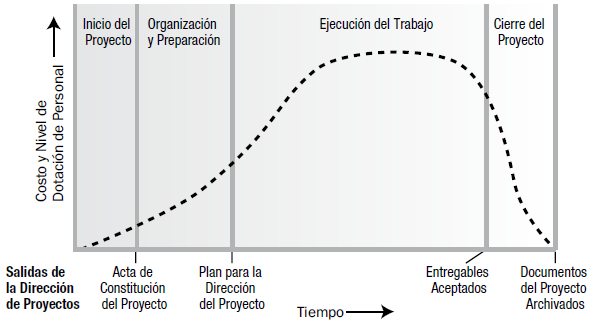 Inicio del
Proyecto
Organización
y Preparación
Ejecución del Trabajo
Cierre del
Proyecto
Costo y Nivel de
Dotación de Personal
Salidas de
la Dirección
de Proyectos
Acta de
Constitución
del Proyecto
Plan para la
Dirección
del Proyecto
Entregables
Aceptados
Documentos
del Proyecto
Archivados
Tiempo